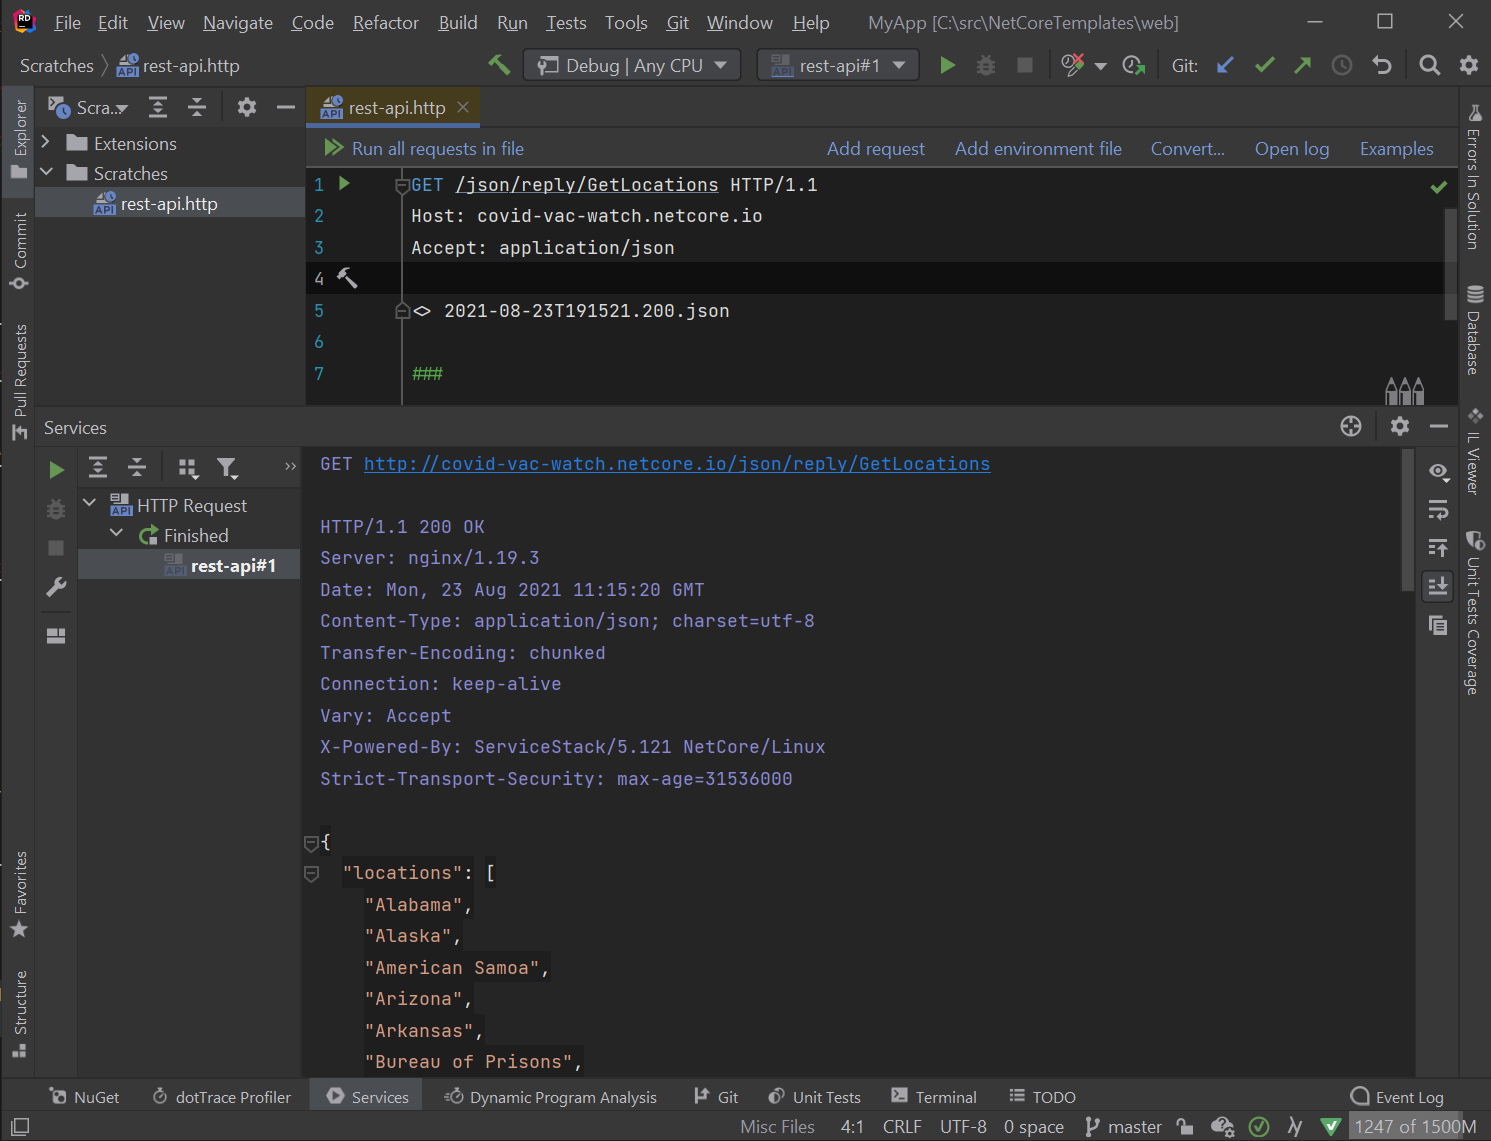 RD File Edit View Navigate Code Refactor Build Run Tests Tools Git Window Help MyApp [C:\src\NetCoreTemplates\web]
Scratches rest-api.http Debug | Any CPU rest-api#1 Git:
Explorer
Commit
Pull Requests
Favorites
Structure
Scra...
Extensions
Scratches
API rest-api.http
API rest-api.http
Run all requests in file Add request Add environment file Convert... Open log Examples
1 GET /json/reply/GetLocations HTTP/1.1
2 Host: covid-vac-watch.netcore.io
3 Accept: application/json
4
5 <> 2021-08-23T191521.200.json
6
7 ###
Errors In Solution
Database
IL Viewer
Unit Tests Coverage
Services
API HTTP Request
Finished
API rest-api#1
GET http://covid-vac-watch.netcore.io/json/reply/GetLocations
HTTP/1.1 200 OK
Server: nginx/1.19.3
Date: Mon, 23 Aug 2021 11:15:20 GMT
Content-Type: application/json; charset=utf-8
Transfer-Encoding: chunked
Connection: keep-alive
Vary: Accept
X-Powered-By: ServiceStack/5.121 NetCore/Linux
Strict-Transport-Security: max-age=31536000
{
"locations": [
"Alabama",
"Alaska",
"American Samoa",
"Arizona",
"Arkansas",
"Bureau of Prisons",
NuGet dotTrace Profiler Services Dynamic Program Analysis Git Unit Tests Terminal TODO Event Log
Misc Files 4:1 CRLF UTF-8 0 space master 1247 of 1500M